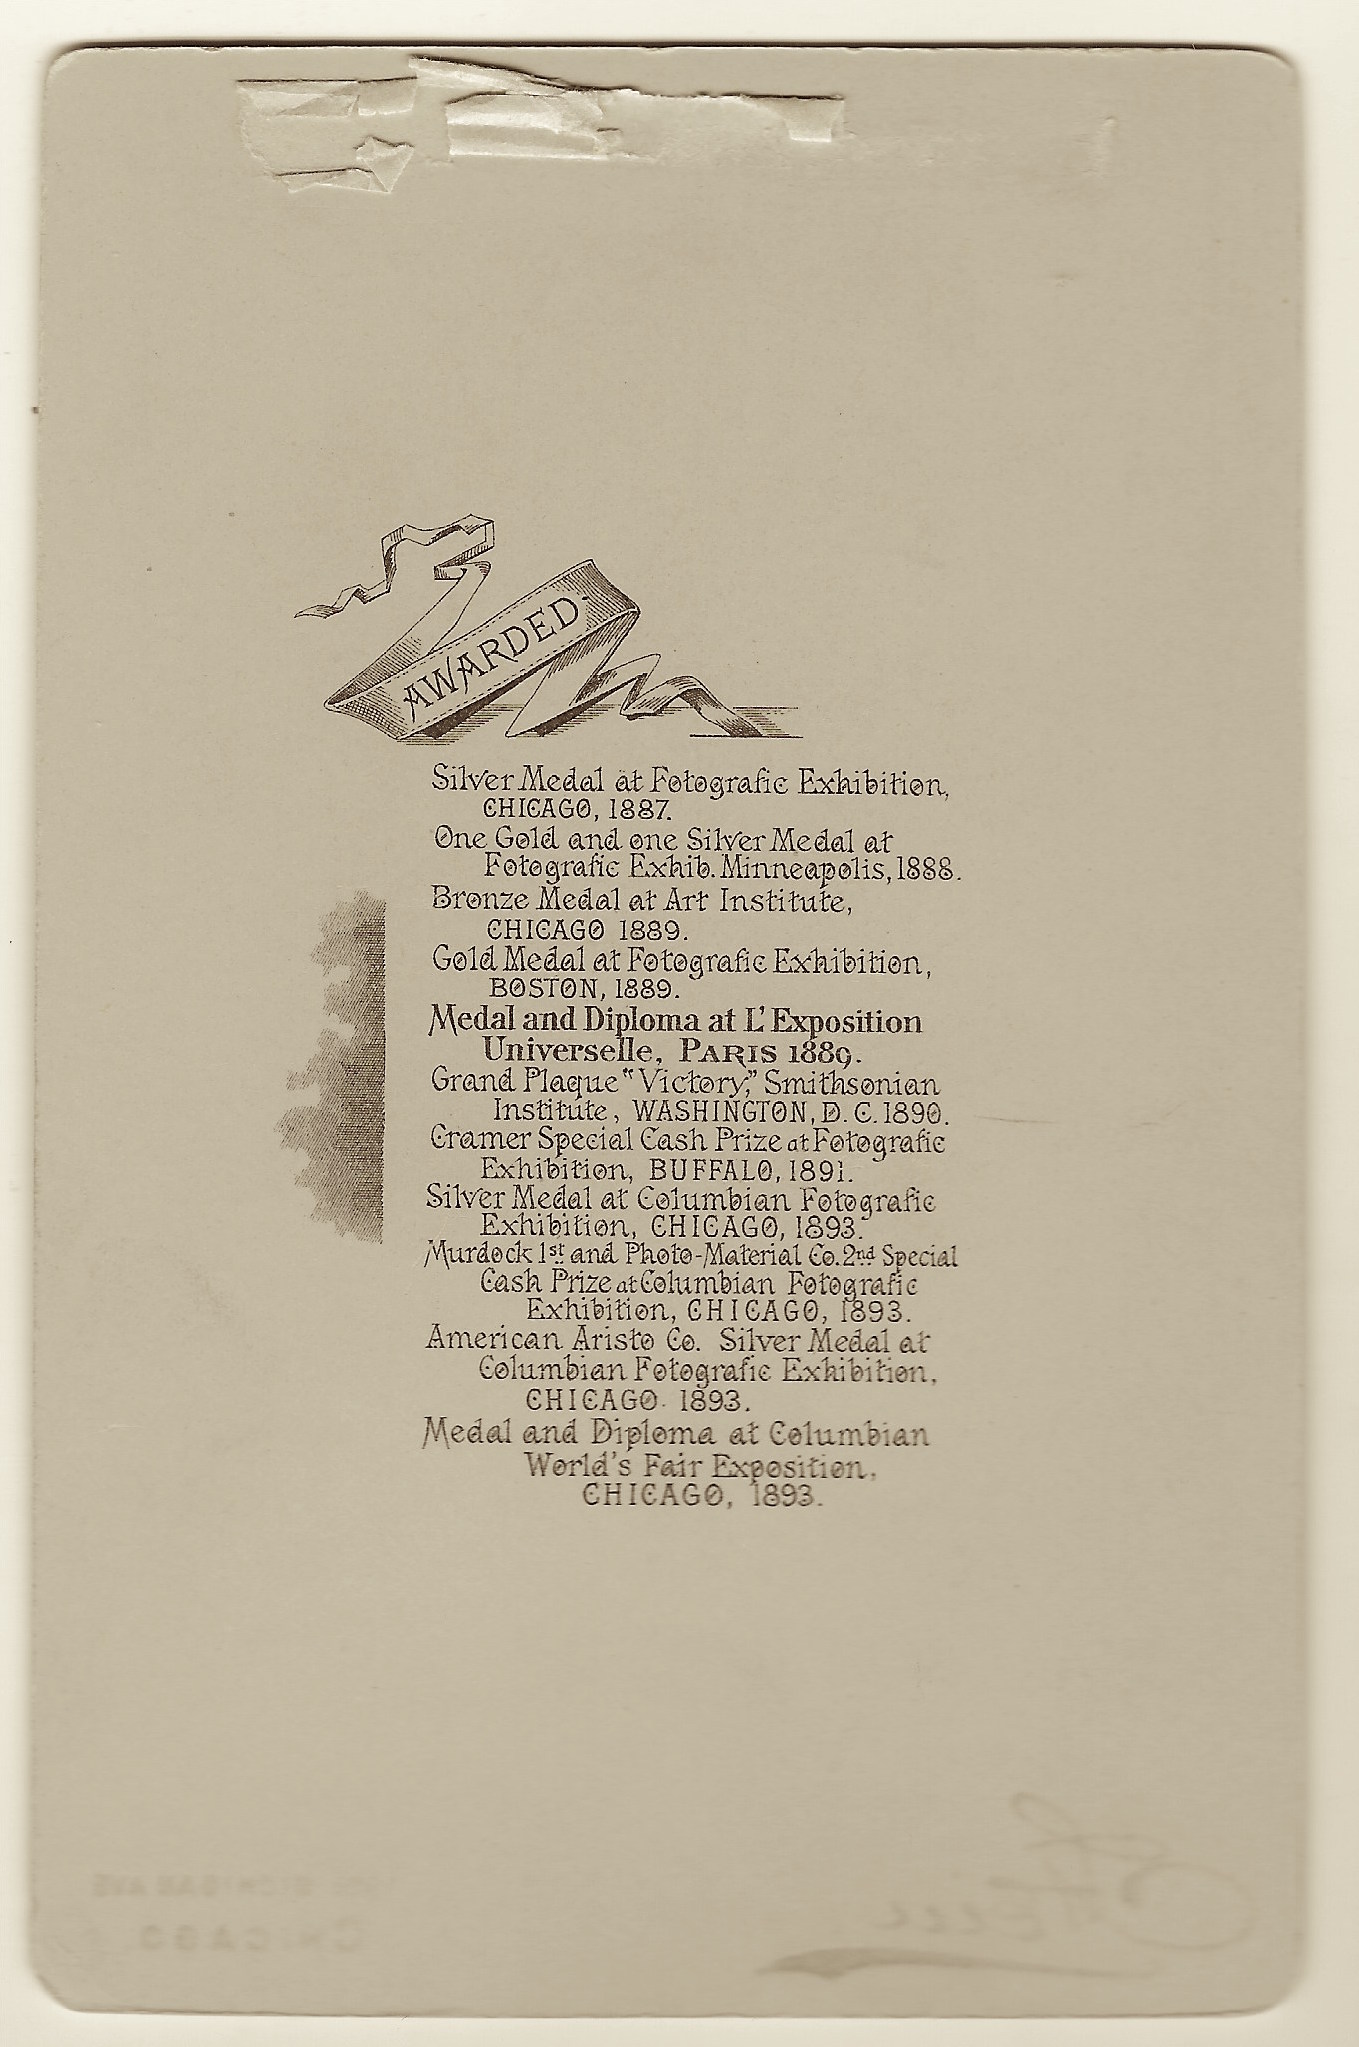 AWARDED
Silver Medal at Fotografic Exhibition,
CHICAGO, 1887.
One Gold and one Silver Medal at
Fotografic Exhib. Minneapolis, 1888.
Bronze Medal at Art Institute,
CHICAGO 1889.
Gold Medal at Fotografic Exhibition,
BOSTON, 1889.
Medal and Diploma at L'Exposition
Universelle, PARIS 1889.
Grand Plaque "Victory," Smithsonian
Institute, WASHINGTON, D. C. 1890.
Cramer Special Cash Prize at Fotografic
Exhibition, BUFFALO, 1891.
Silver Medal at Columbian Fotografic
Exhibition, CHICAGO, 1893.
Murdock 1st and Photo-Material Co. 2nd Special
Cash Prize at Columbian Fotografic
Exhibition, CHICAGO, 1893.
American Aristo Co. Silver Medal at
Columbian Fotografic Exhibition,
CHICAGO. 1893.
Medal and Diploma at Columbian
World's Fair Exposition,
CHICAGO, 1893.
MICHIGAN AVE
CHICAGO